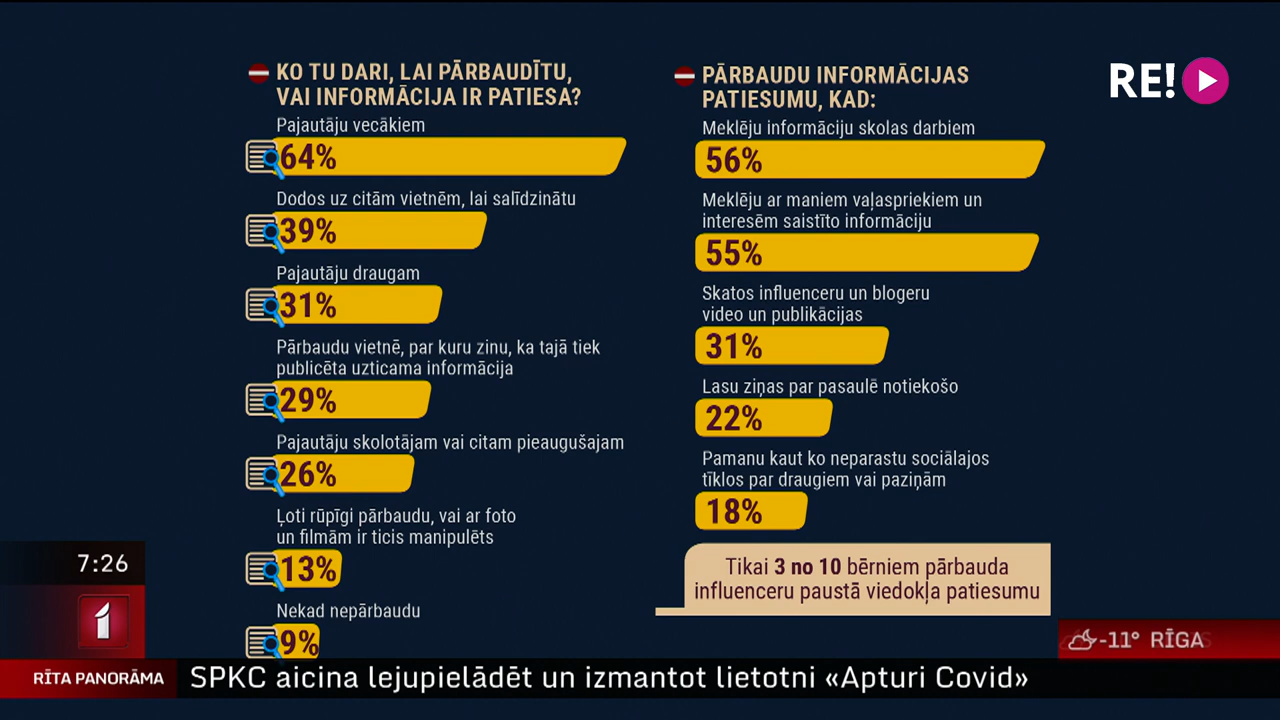 KO TU DARI, LAI PĀRBAUDĪTU,
VAI INFORMĀCIJA IR PATIESA?
Pajautāju vecākiem
64%
Dodos uz citām vietnēm, lai salīdzinātu
39%
Pajautāju draugam
31%
Pārbaudu vietnē, par kuru zinu, ka tajā tiek
publicēta uzticama informācija
29%
Pajautāju skolotājam vai citam pieaugušajam
26%
Ļoti rūpīgi pārbaudu, vai ar foto
un filmām ir ticis manipulēts
13%
Nekad nepārbaudu
9%
PĀRBAUDU INFORMĀCIJAS
PATIESUMU, KAD:
Meklēju informāciju skolas darbiem
56%
Meklēju ar maniem vaļaspriekiem un
interesēm saistīto informāciju
55%
Skatos influenceru un blogeru
video un publikācijas
31%
Lasu ziņas par pasaulē notiekošo
22%
Pamanu kaut ko neparastu sociālajos
tīklos par draugiem vai paziņām
18%
Tikai 3 no 10 bērniem pārbauda
influenceru paustā viedokļa patiesumu
RE!
7:26
1
-11° RĪGA
RĪTA PANORĀMA
SPKC aicina lejupielādēt un izmantot lietotni «Apturi Covid»